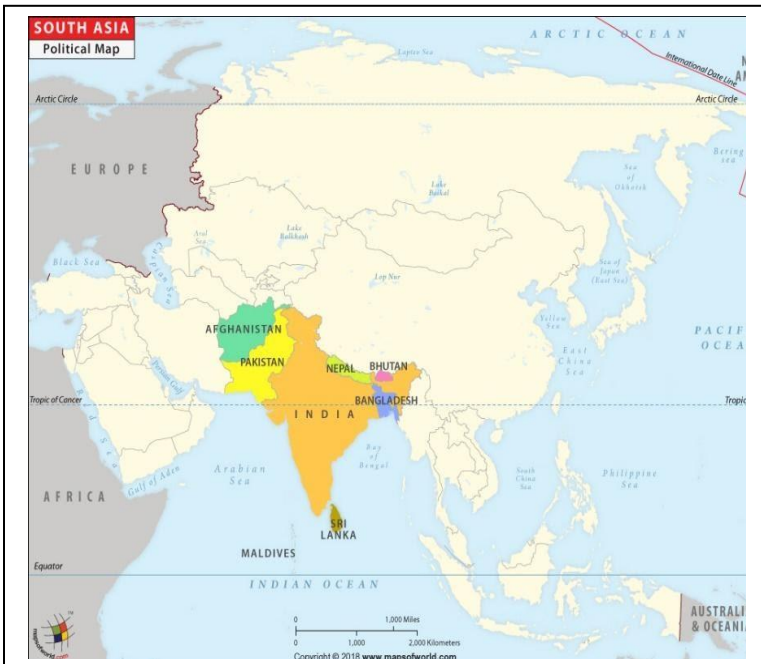 SOUTH ASIA
Political Map
ARCTIC OCEAN
Laptev Sea
International Date Line
Arctic Circle
Arctic Circle
EUROPE
Bering
sea
Sea
of
Okhotsk
Lake
Baikal
Lake
Balkhash
Aral
Sea
Black Sea
Caspian Sea
Lop Nur
Sea of
Japan
(East Sea)
Yellow
Sea
PACIF
OCEA
East
China
Sea
AFGHANISTAN
PAKISTAN
NEPAL
BHUTAN
BANGLADESH
INDIA
Persian Gulf
Tropic of Cancer
Tropic
Red Sea
Gulf of Aden
Arabian
Sea
Bay
of
Bengal
South
China
Sea
Philippine
Sea
AFRICA
SRI
LANKA
MALDIVES
Equator
INDIAN OCEAN
AUSTRALI
& OCEANI
0 1,000 Miles
0 1,000 2,000 Kilometers
mapsofworld.com
Copyright © 2018 www.mapsofworld.com